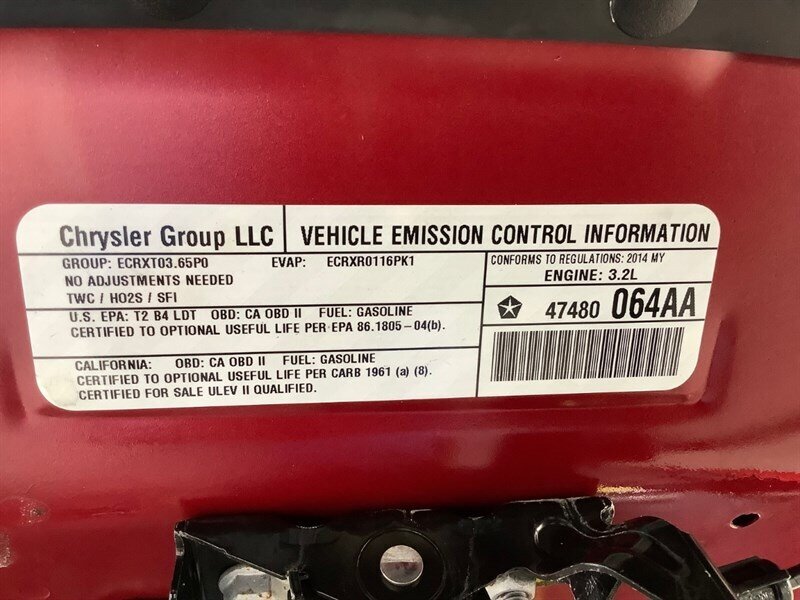 Chrysler Group LLC
VEHICLE EMISSION CONTROL INFORMATION
GROUP: ECRXT03.65P0 EVAP: ECRXR0116PK1
NO ADJUSTMENTS NEEDED
TWC / HO2S / SFI
CONFORMS TO REGULATIONS: 2014 MY
ENGINE: 3.2L
U.S. EPA: T2 B4 LDT OBD: CA OBD II FUEL: GASOLINE
CERTIFIED TO OPTIONAL USEFUL LIFE PER EPA 86.1805-04(b).
47480 064AA
CALIFORNIA: OBD: CA OBD II FUEL: GASOLINE
CERTIFIED TO OPTIONAL USEFUL LIFE PER CARB 1961 (a) (8).
CERTIFIED FOR SALE ULEV II QUALIFIED.